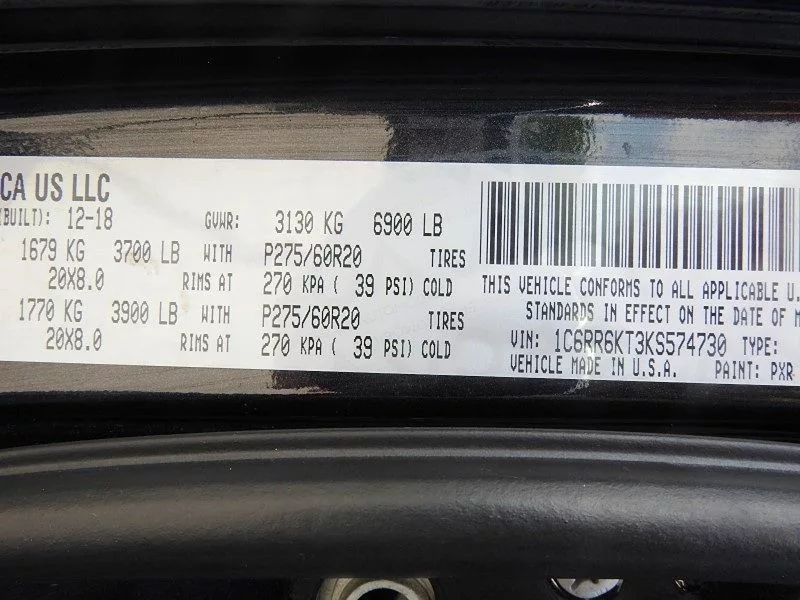 CA US LLC
(BUILT): 12-18 GVWR: 3130 KG 6900 LB
1679 KG 3700 LB WITH P275/60R20 TIRES
20X8.0 RIMS AT 270 KPA ( 39 PSI) COLD
1770 KG 3900 LB WITH P275/60R20 TIRES
20X8.0 RIMS AT 270 KPA ( 39 PSI) COLD
THIS VEHICLE CONFORMS TO ALL APPLICABLE U.
STANDARDS IN EFFECT ON THE DATE OF M
VIN: 1C6RR6KT3KS574730 TYPE:
VEHICLE MADE IN U.S.A. PAINT: PXR